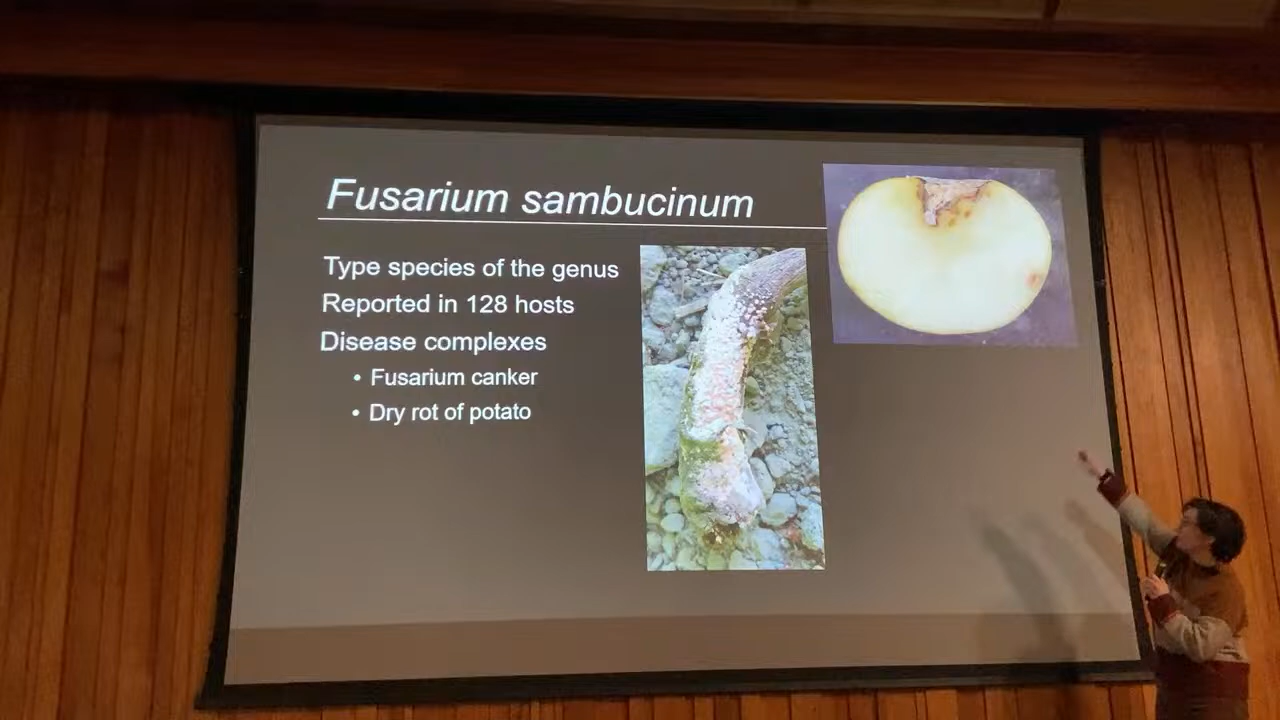 Fusarium sambucinum
Type species of the genus
Reported in 128 hosts
Disease complexes
• Fusarium canker
• Dry rot of potato